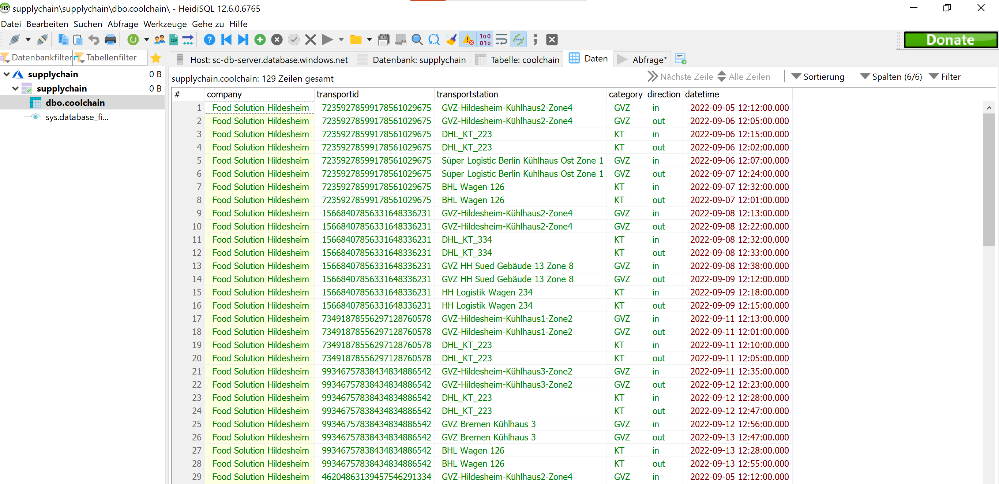 supplychain\supplychain\dbo.coolchain\ - HeidiSQL 12.6.0.6765
Datei Bearbeiten Suchen Abfrage Werkzeuge Gehe zu Hilfe
Donate
Datenbankfilter Tabellenfilter
Host: sc-db-server.database.windows.net Datenbank: supplychain Tabelle: coolchain Daten Abfrage*
supplychain 0 B
supplychain 0 B
dbo.coolchain
sys.database_fi...
supplychain.coolchain: 129 Zeilen gesamt Nächste Zeile Alle Zeilen Sortierung Spalten (6/6) Filter
# company transportid transportstation category direction datetime
1 Food Solution Hildesheim 72359278599178561029675 GVZ-Hildesheim-Kühlhaus2-Zone4 GVZ in 2022-09-05 12:12:00.000
2 Food Solution Hildesheim 72359278599178561029675 GVZ-Hildesheim-Kühlhaus2-Zone4 GVZ out 2022-09-06 12:05:00.000
3 Food Solution Hildesheim 72359278599178561029675 DHL_KT_223 KT in 2022-09-06 12:15:00.000
4 Food Solution Hildesheim 72359278599178561029675 DHL_KT_223 KT out 2022-09-06 12:02:00.000
5 Food Solution Hildesheim 72359278599178561029675 Süper Logistic Berlin Kühlhaus Ost Zone 1 GVZ in 2022-09-06 12:07:00.000
6 Food Solution Hildesheim 72359278599178561029675 Süper Logistic Berlin Kühlhaus Ost Zone 1 GVZ out 2022-09-07 12:24:00.000
7 Food Solution Hildesheim 72359278599178561029675 BHL Wagen 126 KT in 2022-09-07 12:32:00.000
8 Food Solution Hildesheim 72359278599178561029675 BHL Wagen 126 KT out 2022-09-07 12:01:00.000
9 Food Solution Hildesheim 15668407856331648336231 GVZ-Hildesheim-Kühlhaus2-Zone4 GVZ in 2022-09-08 12:13:00.000
10 Food Solution Hildesheim 15668407856331648336231 GVZ-Hildesheim-Kühlhaus2-Zone4 GVZ out 2022-09-08 12:22:00.000
11 Food Solution Hildesheim 15668407856331648336231 DHL_KT_334 KT in 2022-09-08 12:32:00.000
12 Food Solution Hildesheim 15668407856331648336231 DHL_KT_334 KT out 2022-09-08 12:33:00.000
13 Food Solution Hildesheim 15668407856331648336231 GVZ HH Sued Gebäude 13 Zone 8 GVZ in 2022-09-08 12:38:00.000
14 Food Solution Hildesheim 15668407856331648336231 GVZ HH Sued Gebäude 13 Zone 8 GVZ out 2022-09-09 12:12:00.000
15 Food Solution Hildesheim 15668407856331648336231 HH Logistik Wagen 234 KT in 2022-09-09 12:18:00.000
16 Food Solution Hildesheim 15668407856331648336231 HH Logistik Wagen 234 KT out 2022-09-09 12:15:00.000
17 Food Solution Hildesheim 73491878556297128760578 GVZ-Hildesheim-Kühlhaus1-Zone2 GVZ in 2022-09-11 12:13:00.000
18 Food Solution Hildesheim 73491878556297128760578 GVZ-Hildesheim-Kühlhaus1-Zone2 GVZ out 2022-09-11 12:01:00.000
19 Food Solution Hildesheim 73491878556297128760578 DHL_KT_223 KT in 2022-09-11 12:10:00.000
20 Food Solution Hildesheim 73491878556297128760578 DHL_KT_223 KT out 2022-09-11 12:05:00.000
21 Food Solution Hildesheim 99346757838434834886542 GVZ-Hildesheim-Kühlhaus3-Zone2 GVZ in 2022-09-11 12:35:00.000
22 Food Solution Hildesheim 99346757838434834886542 GVZ-Hildesheim-Kühlhaus3-Zone2 GVZ out 2022-09-12 12:23:00.000
23 Food Solution Hildesheim 99346757838434834886542 DHL_KT_223 KT in 2022-09-12 12:28:00.000
24 Food Solution Hildesheim 99346757838434834886542 DHL_KT_223 KT out 2022-09-12 12:47:00.000
25 Food Solution Hildesheim 99346757838434834886542 GVZ Bremen Kühlhaus 3 GVZ in 2022-09-12 12:56:00.000
26 Food Solution Hildesheim 99346757838434834886542 GVZ Bremen Kühlhaus 3 GVZ out 2022-09-13 12:47:00.000
27 Food Solution Hildesheim 99346757838434834886542 BHL Wagen 126 KT in 2022-09-13 12:28:00.000
28 Food Solution Hildesheim 99346757838434834886542 BHL Wagen 126 KT out 2022-09-13 12:55:00.000
29 Food Solution Hildesheim 46204863139457546291334 GVZ-Hildesheim-Kühlhaus2-Zone4 GVZ in 2022-09-05 12:12:00.000